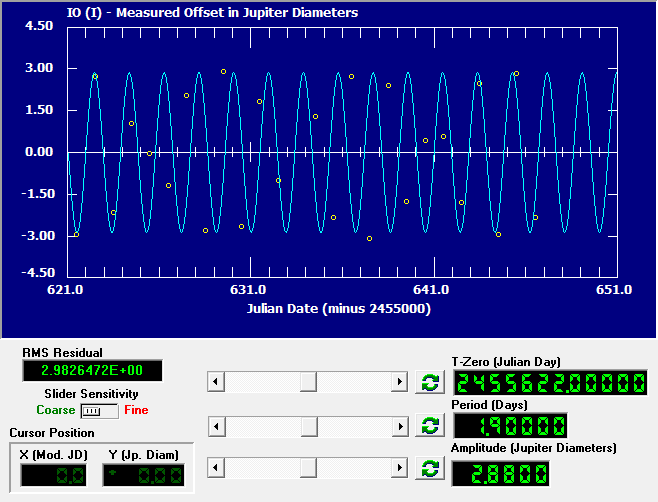 IO (I) - Measured Offset in Jupiter Diameters
4.50
3.00
1.50
0.00
-1.50
-3.00
-4.50
621.0 631.0 641.0 651.0
Julian Date (minus 2455000)
RMS Residual
2.9826472E+00
Slider Sensitivity
Coarse Fine
Cursor Position
X (Mod. JD) Y (Jp. Diam)
0.0 + 0.00
T-Zero (Julian Day)
2455622.00000
Period (Days)
1.90000
Amplitude (Jupiter Diameters)
2.8800